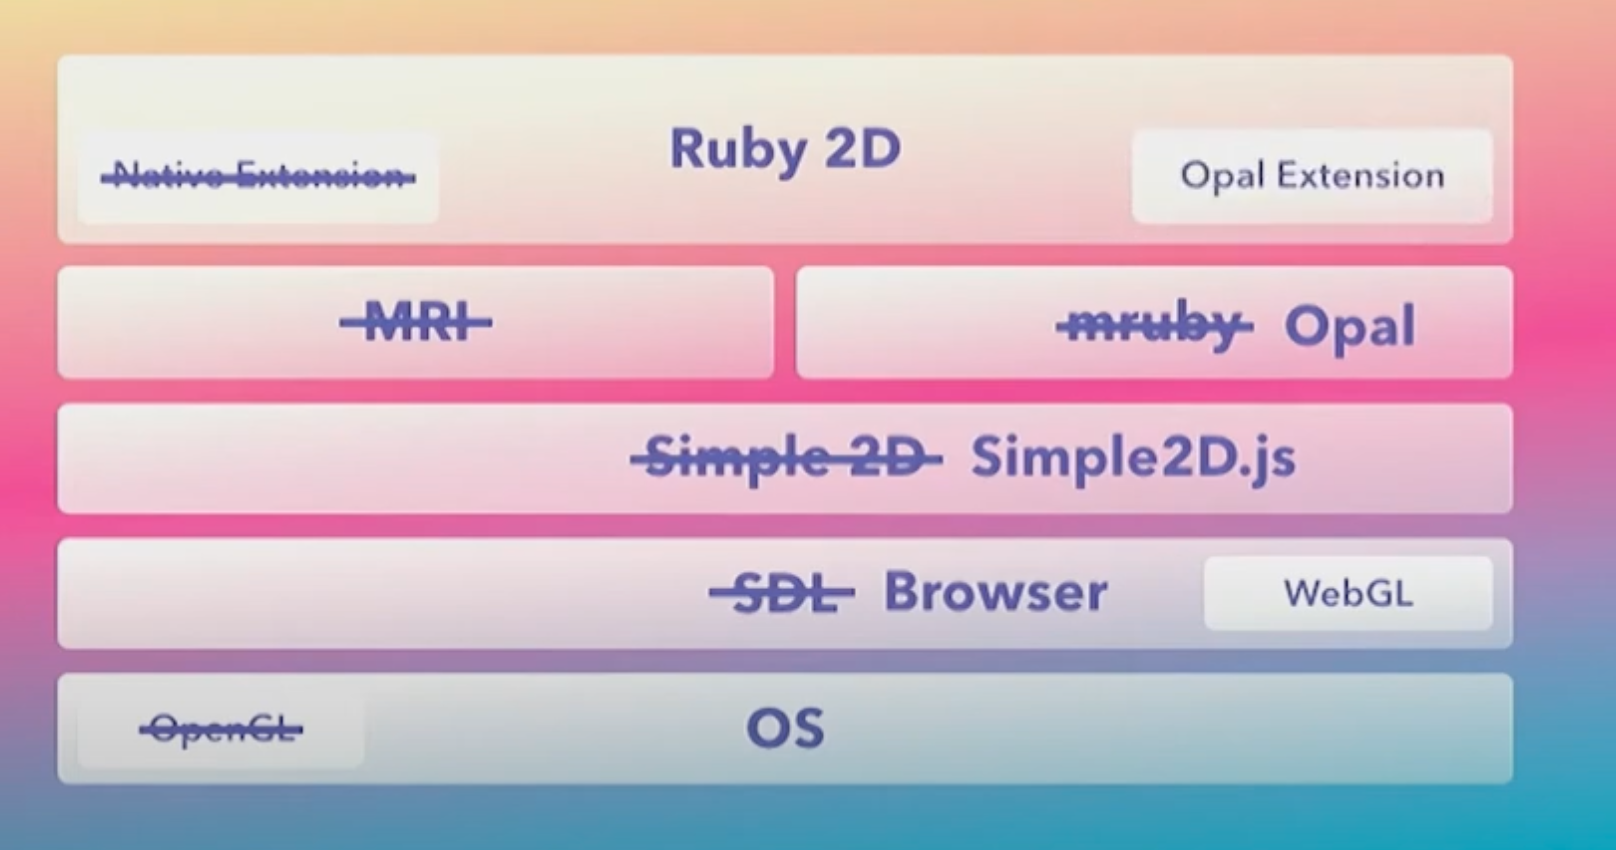 Ruby 2D
Native Extension
Opal Extension
MRI
mruby Opal
Simple 2D Simple2D.js
SDL Browser
WebGL
OpenGL
OS